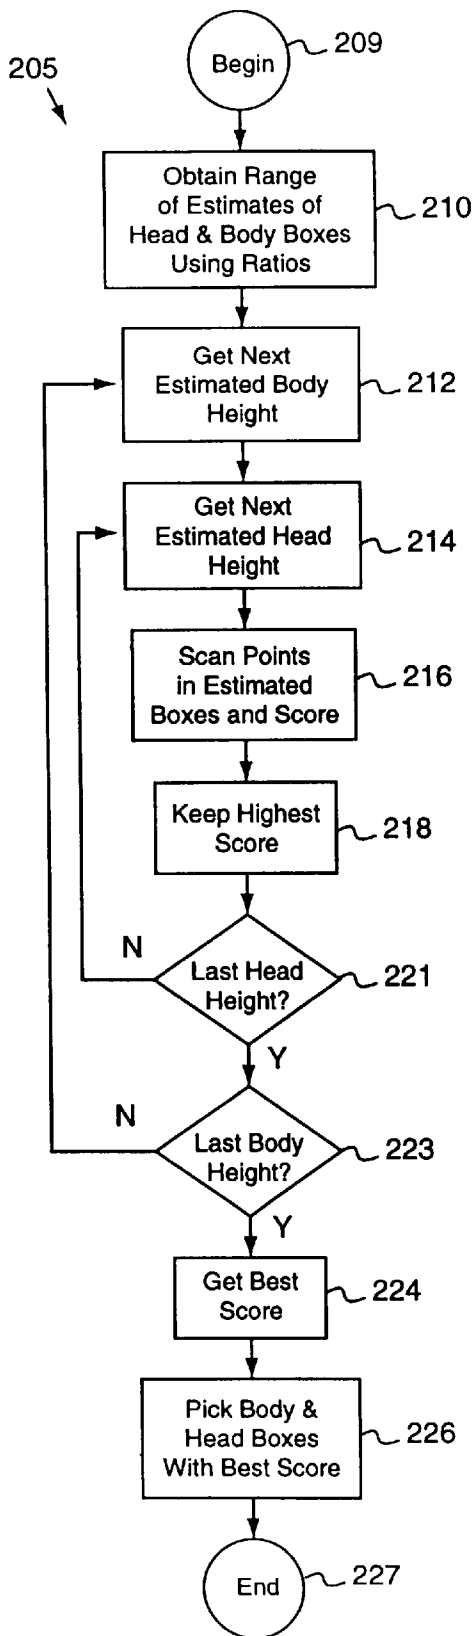 209
Begin
205
Obtain Range
of Estimates of
Head & Body Boxes
Using Ratios
210
Get Next
Estimated Body
Height
212
Get Next
Estimated Head
Height
214
Scan Points
in Estimated
Boxes and Score
216
Keep Highest
Score
218
N
Last Head
Height?
221
Y
N
Last Body
Height?
223
Y
Get Best
Score
224
Pick Body &
Head Boxes
With Best Score
226
End
227